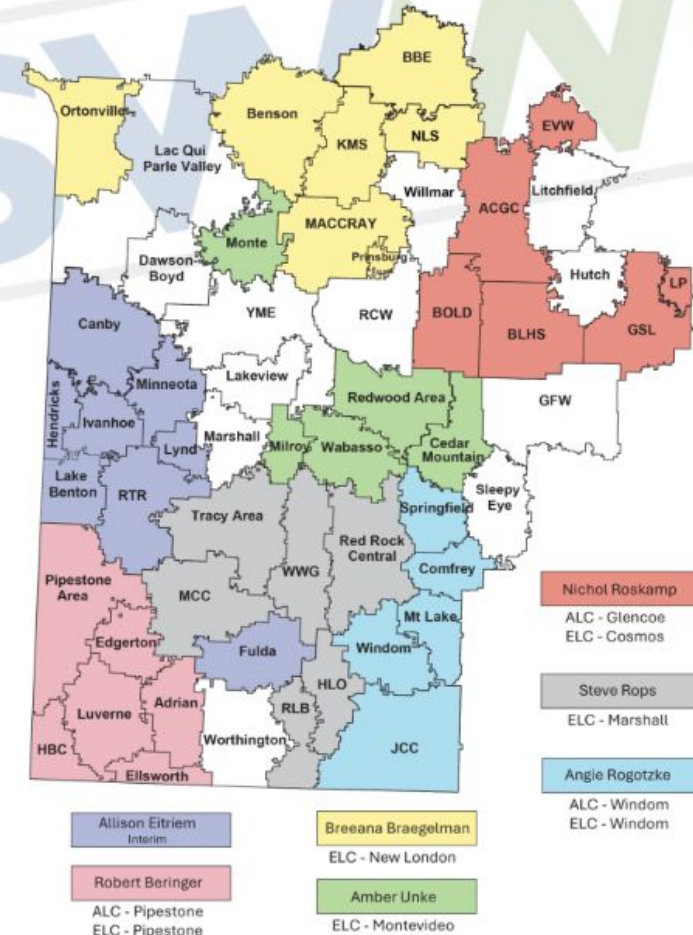 BBE
Ortonville
Benson
EVW
KMS
NLS
Lac Qui
Parle Valley
Willmar
Litchfield
ACGC
MACCRAY
Monte
Prinsburg
Dawson-
Boyd
Hutch
LP
YME
RCW
BOLD
BLHS
GSL
Canby
Lakeview
Minneota
Redwood Area
GFW
Hendricks
Ivanhoe
Marshall
Milroy
Wabasso
Cedar
Mountain
Lynd
Lake
Benton
RTR
Sleepy
Eye
Springfield
Tracy Area
Red Rock
Central
WWG
Comfrey
Pipestone
Area
MCC
Mt Lake
Edgerton
Fulda
Windom
HLO
Adrian
RLB
Luverne
Worthington
HBC
JCC
Ellsworth
Nichol Roskamp
ALC - Glencoe
ELC - Cosmos
Steve Rops
ELC - Marshall
Angie Rogotzke
ALC - Windom
ELC - Windom
Allison Eitriem
Interim
Breeana Braegelman
ELC - New London
Robert Beringer
ALC - Pipestone
ELC - Pipestone
Amber Unke
ELC - Montevideo